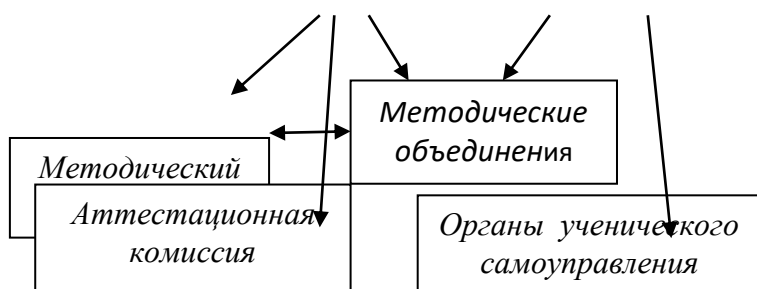 Методические
объединения
Методический
Аттестационная
комиссия
Органы ученического
самоуправления